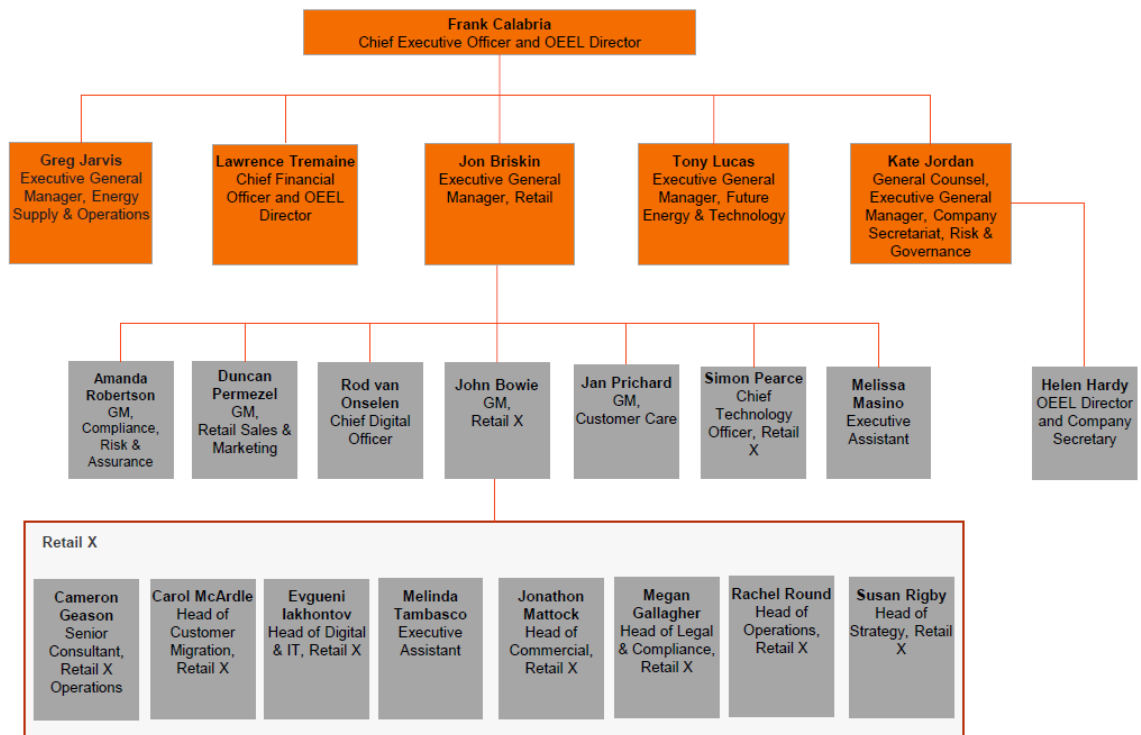 Frank Calabria
Chief Executive Officer and OEEL Director
Greg Jarvis
Executive General
Manager, Energy
Supply & Operations
Lawrence Tremaine
Chief Financial
Officer and OEEL
Director
Jon Briskin
Executive General
Manager, Retail
Tony Lucas
Executive General
Manager, Future
Energy & Technology
Kate Jordan
General Counsel,
Executive General
Manager, Company
Secretariat, Risk &
Governance
Amanda
Robertson
GM,
Compliance,
Risk &
Assurance
Duncan
Permezel
GM,
Retail Sales &
Marketing
Rod van
Onselen
Chief Digital
Officer
John Bowie
GM,
Retail X
Jan Prichard
GM,
Customer Care
Simon Pearce
Chief
Technology
Officer, Retail
X
Melissa
Masino
Executive
Assistant
Helen Hardy
OEEL Director
and Company
Secretary
Retail X
Cameron
Geason
Senior
Consultant,
Retail X
Operations
Carol McArdle
Head of
Customer
Migration,
Retail X
Evgueni
Iakhontov
Head of Digital
& IT, Retail X
Melinda
Tambasco
Executive
Assistant
Jonathon
Mattock
Head of
Commercial,
Retail X
Megan
Gallagher
Head of Legal
& Compliance,
Retail X
Rachel Round
Head of
Operations,
Retail X
Susan Rigby
Head of
Strategy, Retail
X